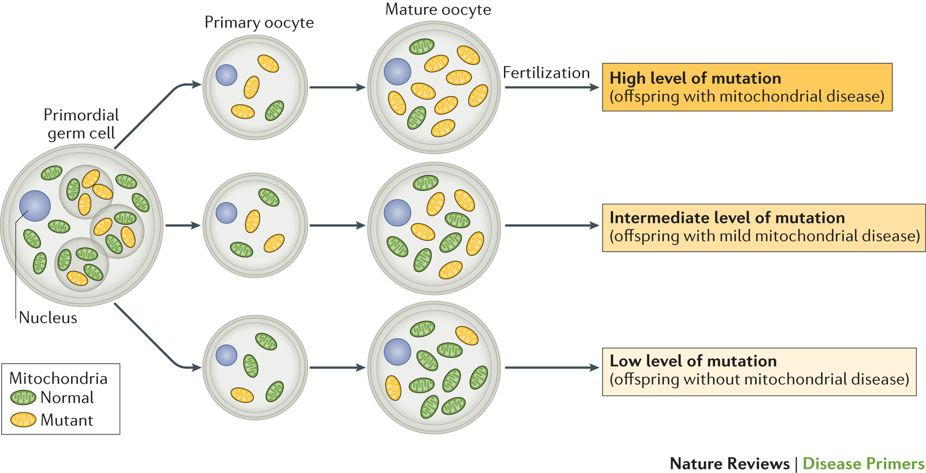 Primary oocyte
Mature oocyte
Fertilization
High level of mutation
(offspring with mitochondrial disease)
Primordial
germ cell
Intermediate level of mutation
(offspring with mild mitochondrial disease)
Nucleus
Low level of mutation
(offspring without mitochondrial disease)
Mitochondria
Normal
Mutant
Nature Reviews | Disease Primers